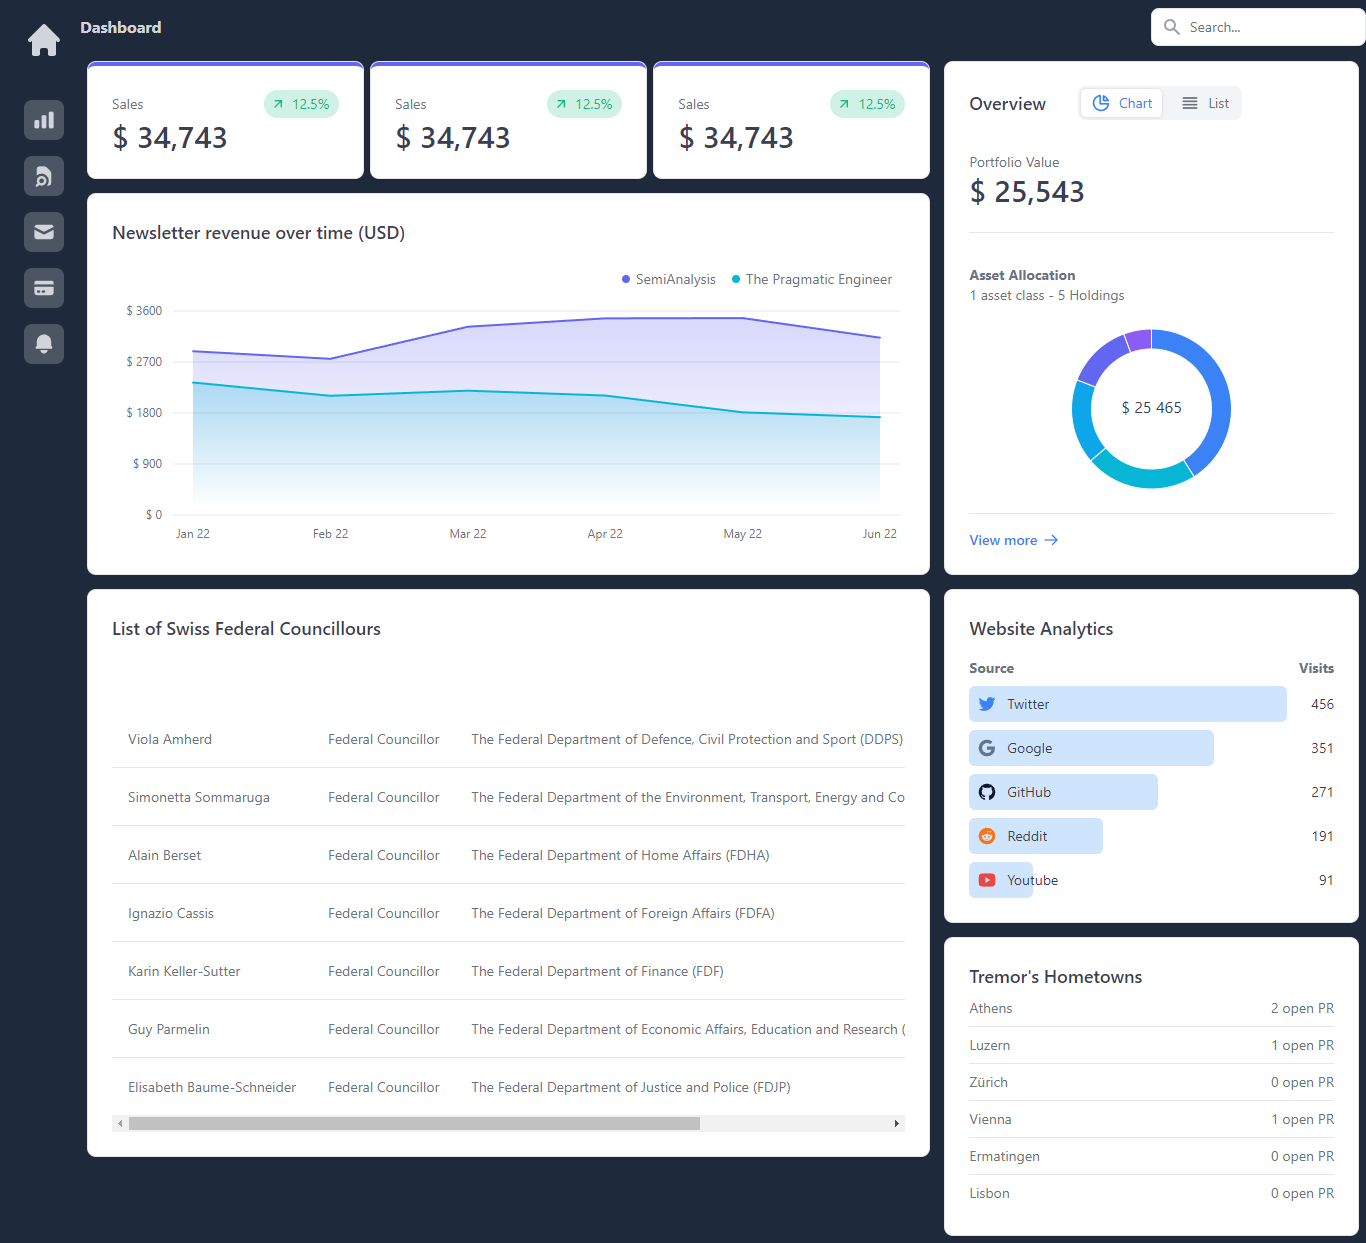 Dashboard
Search...
Sales
12.5%
$ 34,743
Sales
12.5%
$ 34,743
Sales
12.5%
$ 34,743
Newsletter revenue over time (USD)
SemiAnalysis
The Pragmatic Engineer
$ 3600
$ 2700
$ 1800
$ 900
$ 0
Jan 22
Feb 22
Mar 22
Apr 22
May 22
Jun 22
Overview
Chart
List
Portfolio Value
$ 25,543
Asset Allocation
1 asset class - 5 Holdings
$ 25 465
View more
List of Swiss Federal Councillours
Viola Amherd Federal Councillor The Federal Department of Defence, Civil Protection and Sport (DDPS)
Simonetta Sommaruga Federal Councillor The Federal Department of the Environment, Transport, Energy and Co
Alain Berset Federal Councillor The Federal Department of Home Affairs (FDHA)
Ignazio Cassis Federal Councillor The Federal Department of Foreign Affairs (FDFA)
Karin Keller-Sutter Federal Councillor The Federal Department of Finance (FDF)
Guy Parmelin Federal Councillor The Federal Department of Economic Affairs, Education and Research (
Elisabeth Baume-Schneider Federal Councillor The Federal Department of Justice and Police (FDJP)
Website Analytics
Source Visits
Twitter 456
Google 351
GitHub 271
Reddit 191
Youtube 91
Tremor's Hometowns
Athens 2 open PR
Luzern 1 open PR
Zürich 0 open PR
Vienna 1 open PR
Ermatingen 0 open PR
Lisbon 0 open PR